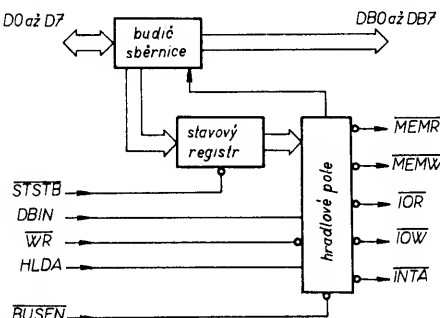 D0 až D7
budič
sběrnice
DB0 až DB7
stavový
registr
hradlové pole
MEMR
MEMW
IOR
IOW
INTA
STSTB
DBIN
WR
HLDA
BUSEN